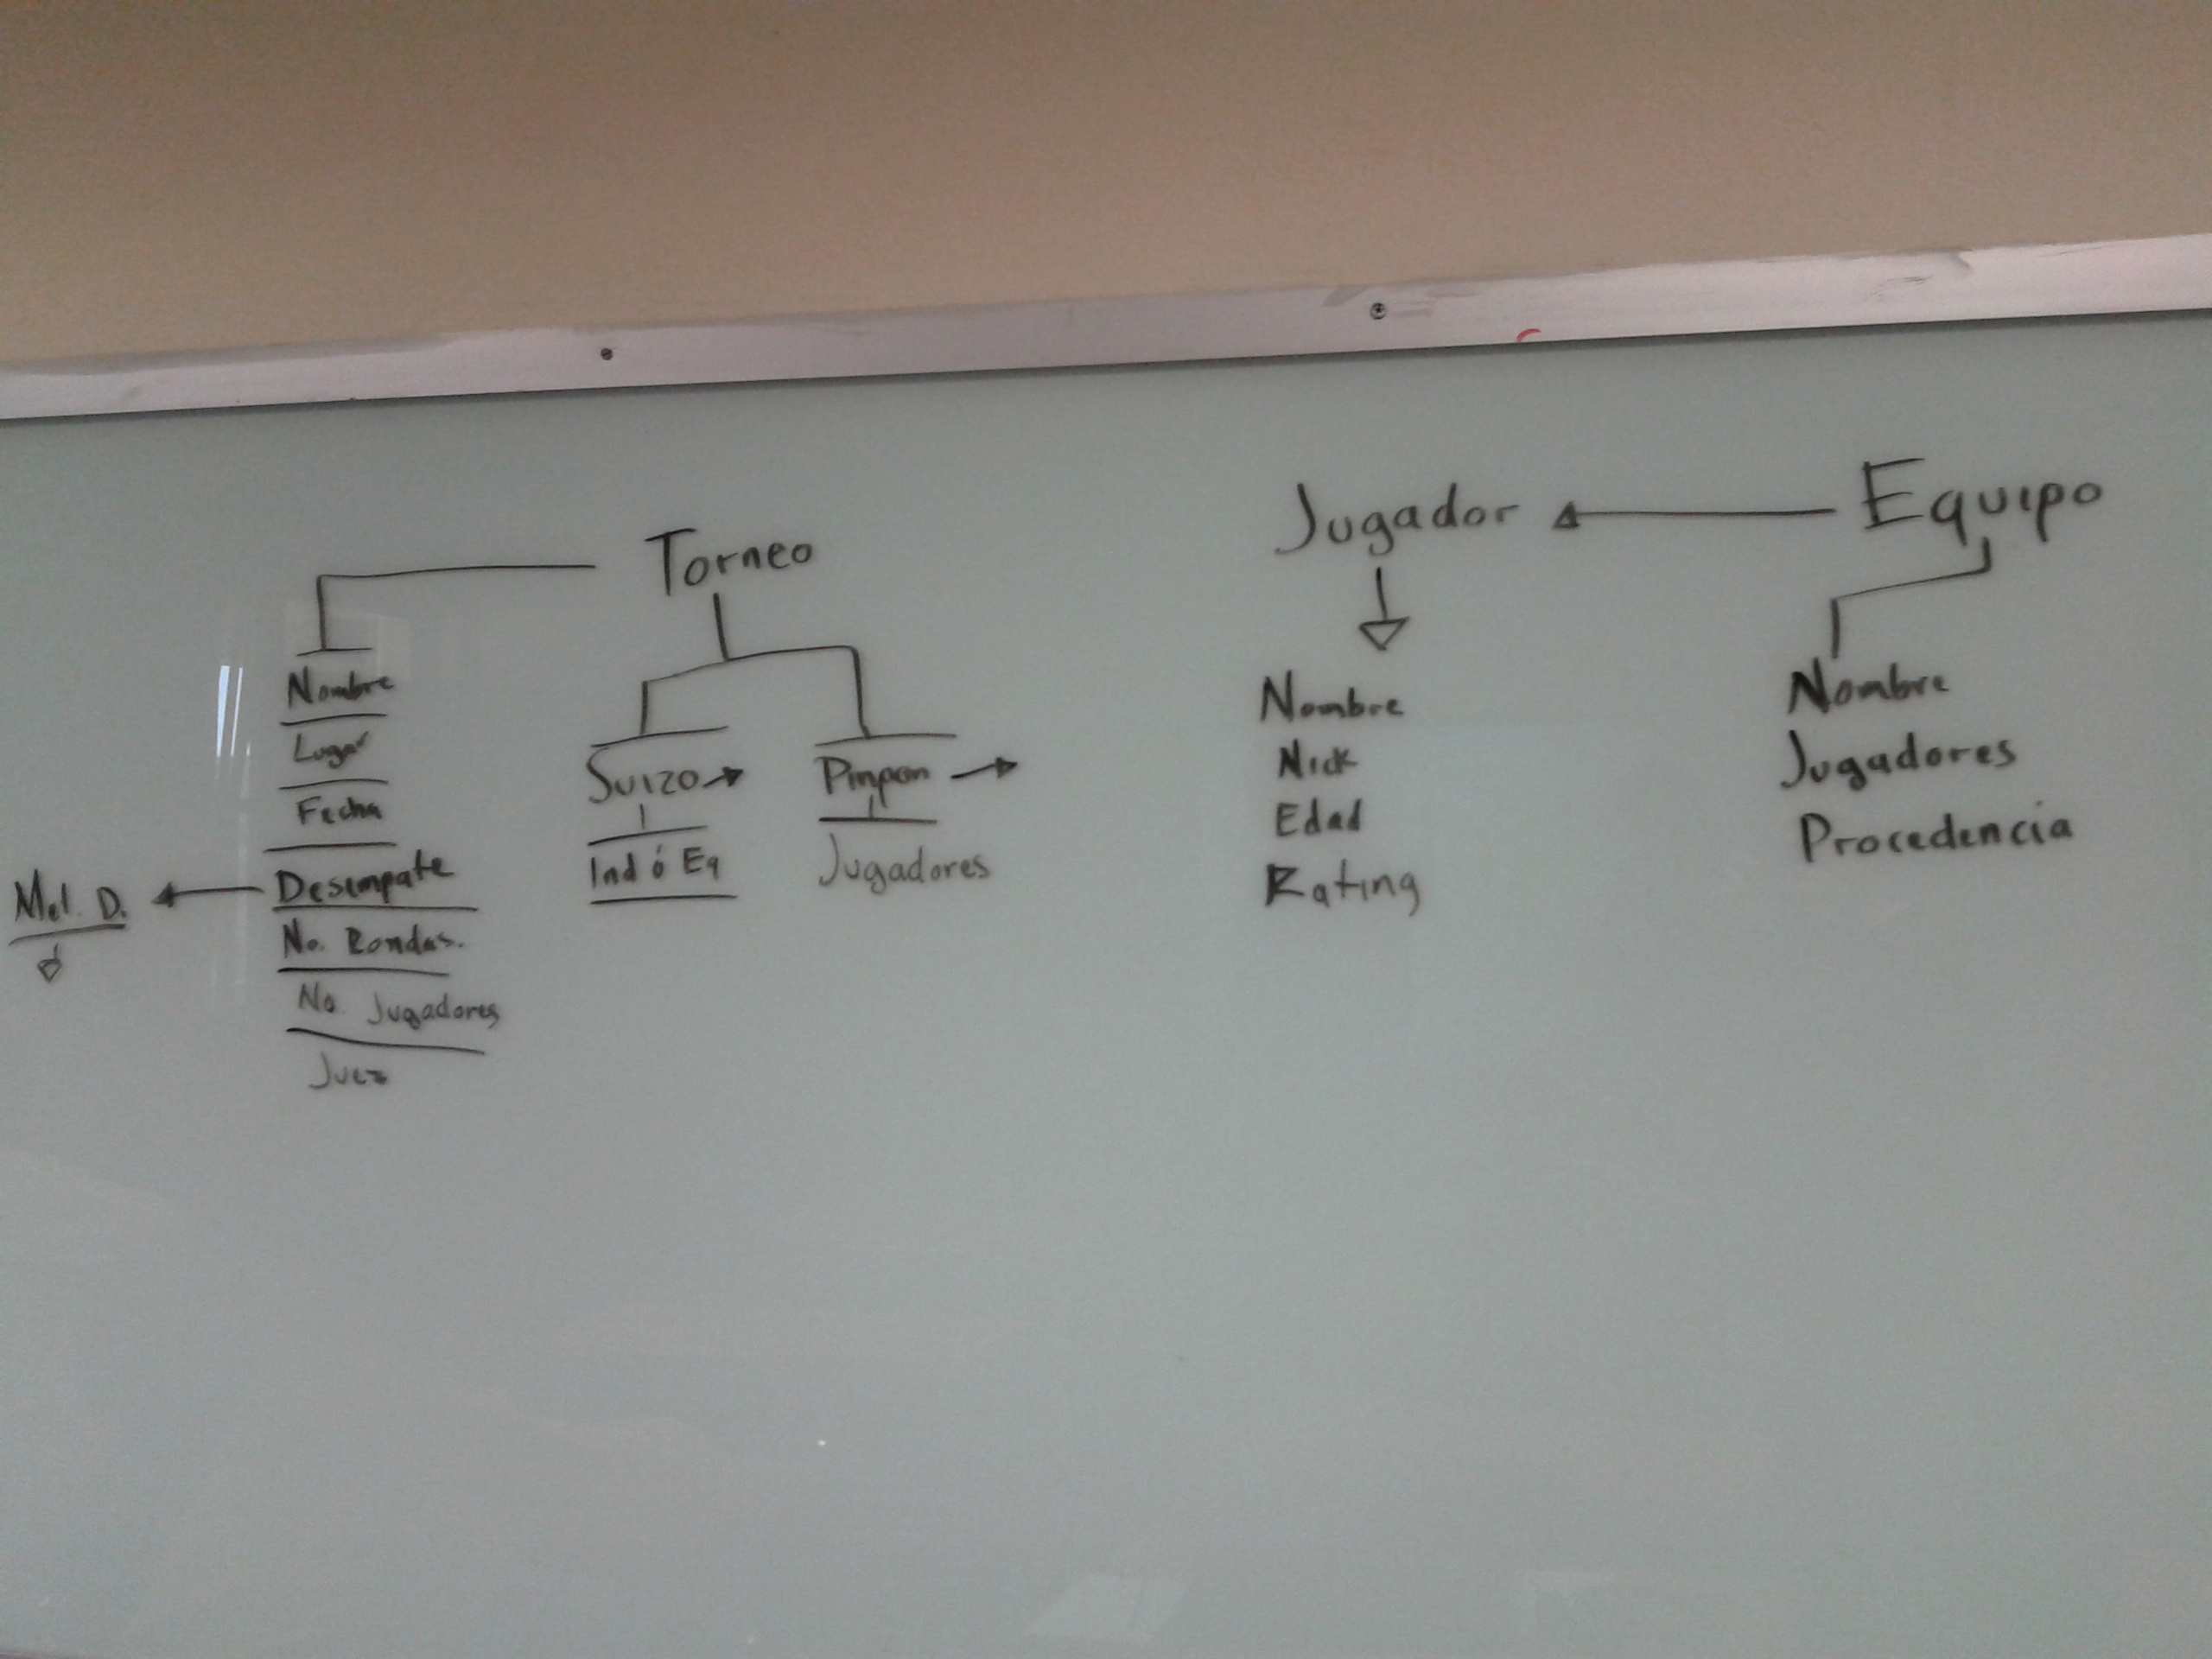 Torneo
Nombre
Lugar
Fecha
Desempate
No. Rondas.
No. Jugadores
Juez
D.
Suizo
Ind ó Eq
Pinpon
Jugadores
Jugador
Nombre
Nick
Edad
Rating
Equipo
Nombre
Jugadores
Procedencia